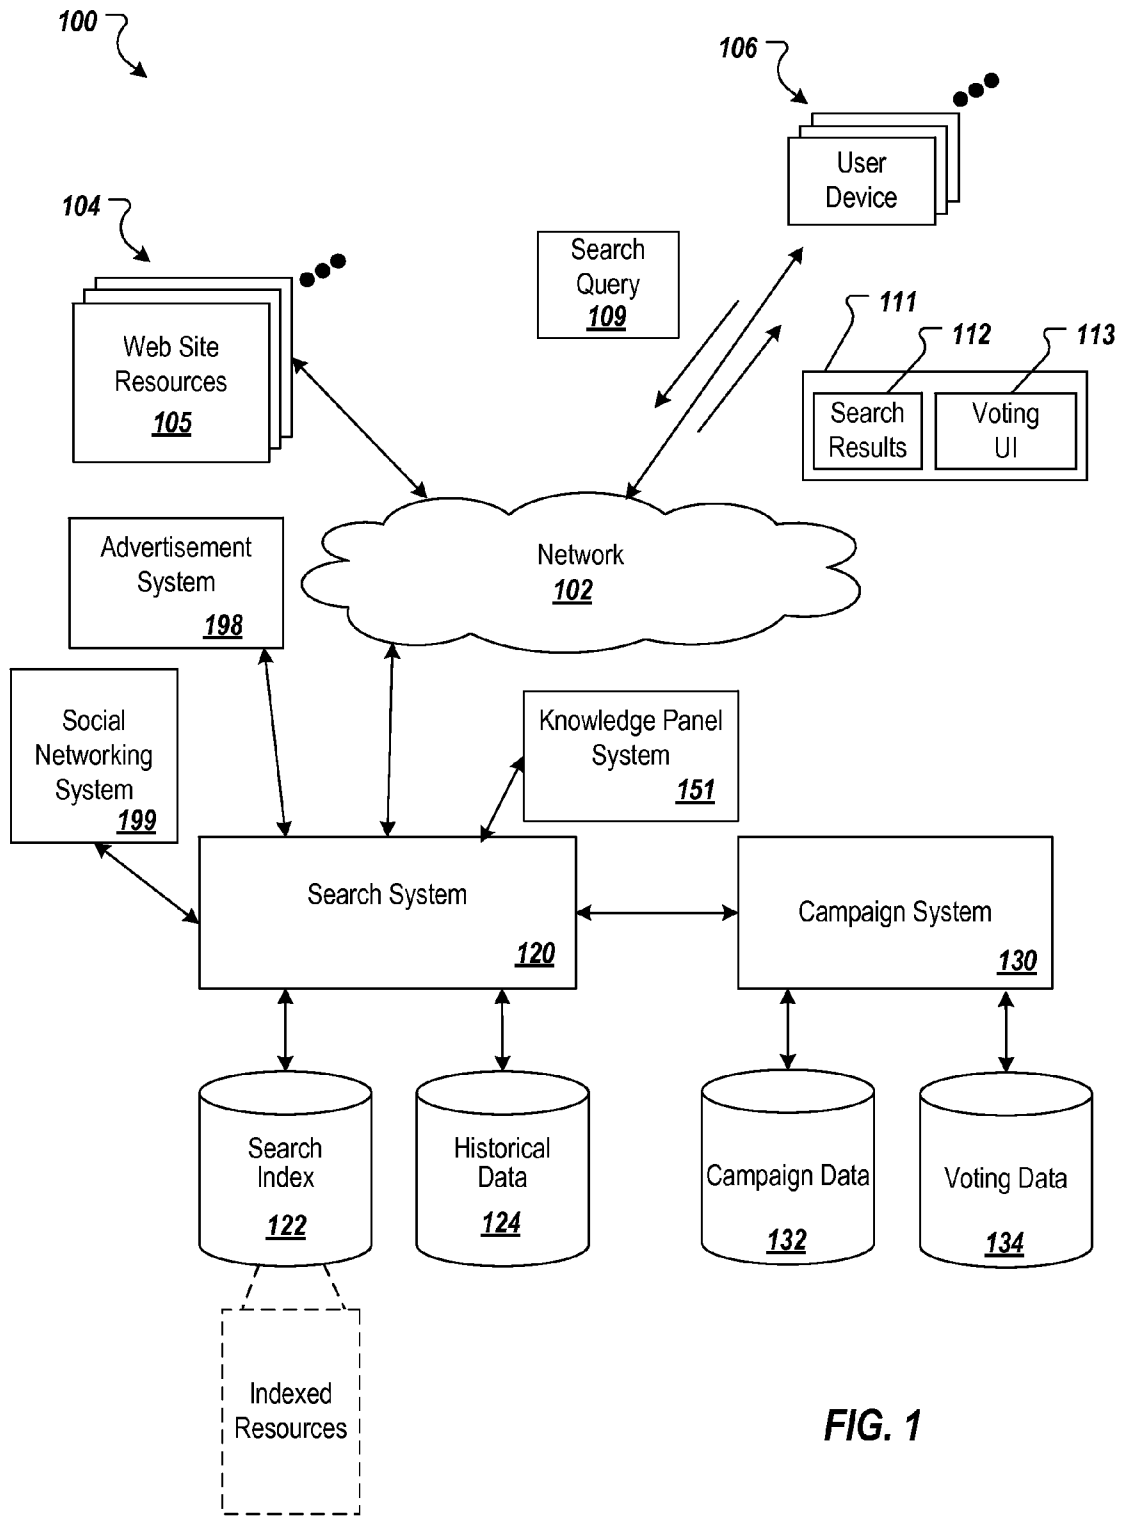 100
106
User
Device
104
Search
Query
109
111
112
113
Web Site
Resources
105
Search
Results
Voting
UI
Advertisement
System
198
Network
102
Social
Networking
System
199
Knowledge Panel
System
151
Search System
120
Campaign System
130
Search
Index
122
Historical
Data
124
Campaign Data
132
Voting Data
134
Indexed
Resources
FIG. 1